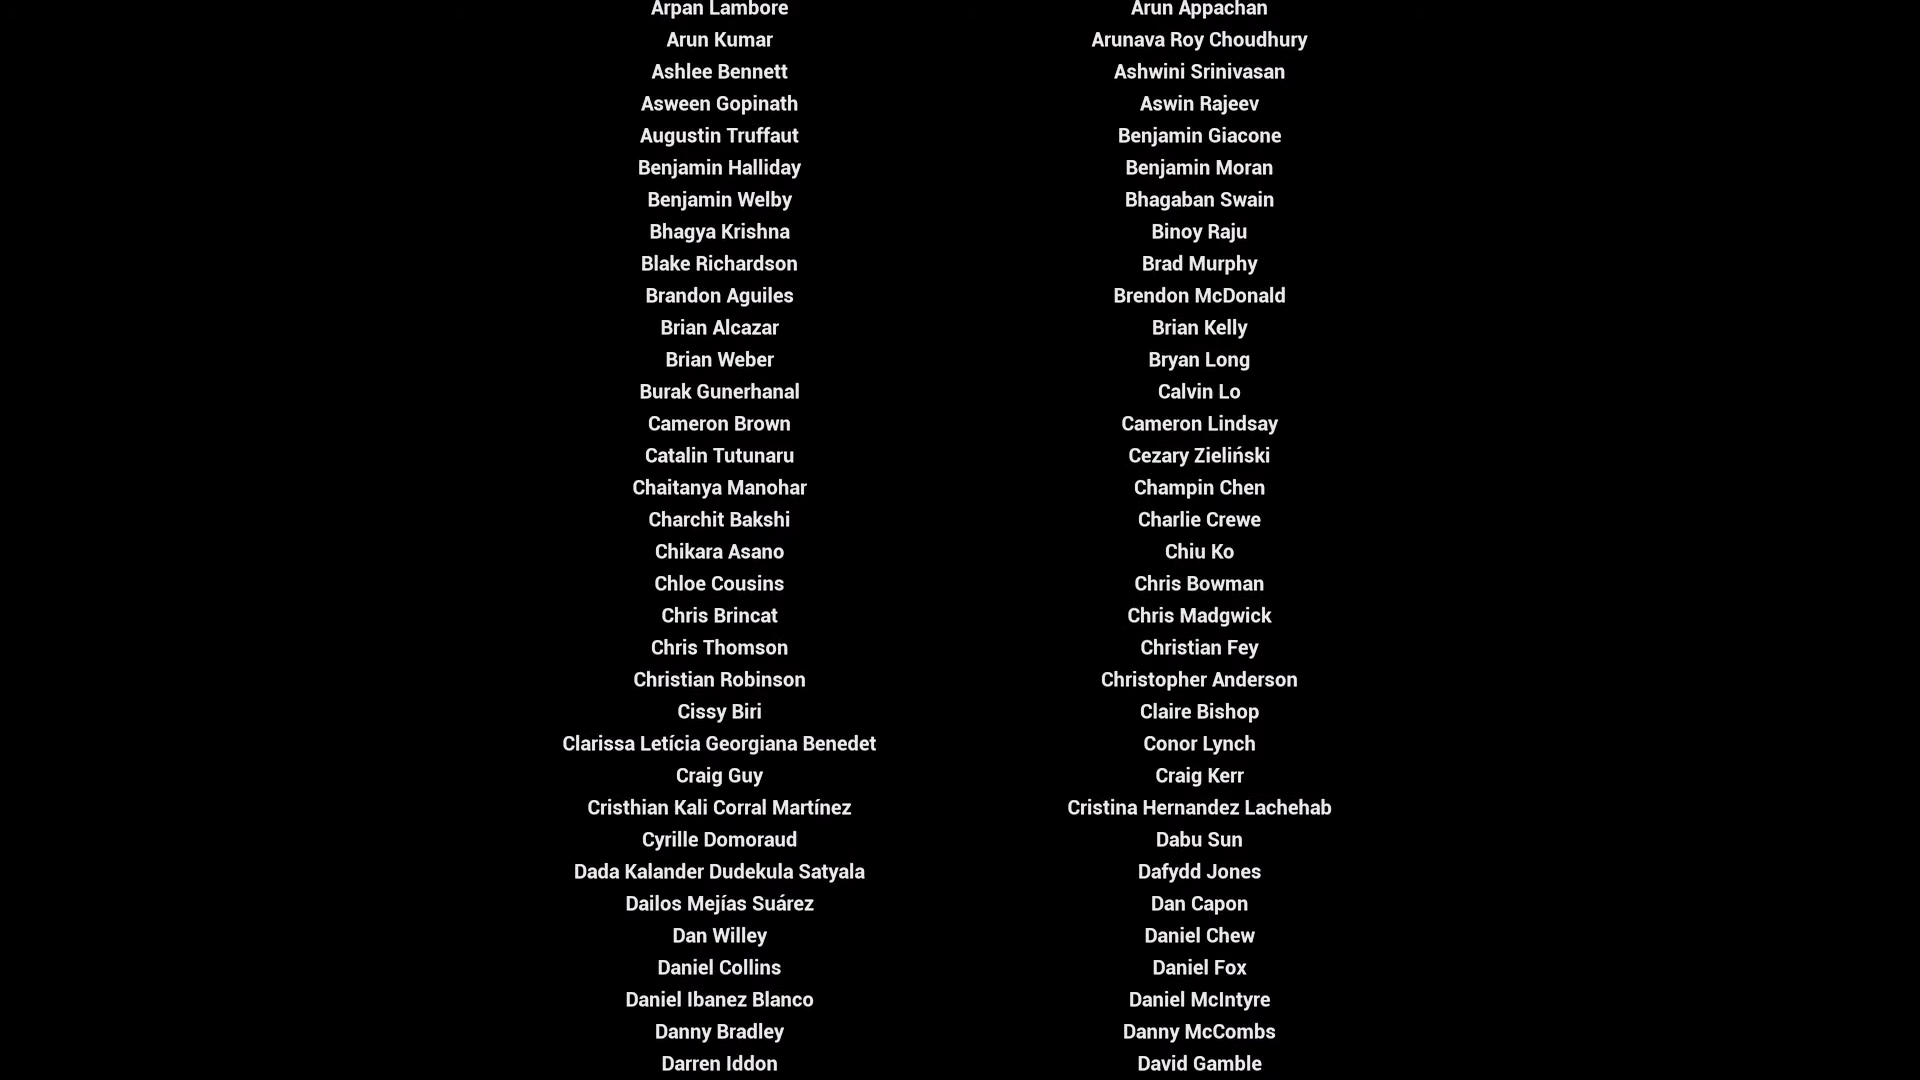 Arpan Lambore Arun Appachan
Arun Kumar Arunava Roy Choudhury
Ashlee Bennett Ashwini Srinivasan
Asween Gopinath Aswin Rajeev
Augustin Truffaut Benjamin Giacone
Benjamin Halliday Benjamin Moran
Benjamin Welby Bhagaban Swain
Bhagya Krishna Binoy Raju
Blake Richardson Brad Murphy
Brandon Aguiles Brendon McDonald
Brian Alcazar Brian Kelly
Brian Weber Bryan Long
Burak Gunerhanal Calvin Lo
Cameron Brown Cameron Lindsay
Catalin Tutunaru Cezary Zieliński
Chaitanya Manohar Champin Chen
Charchit Bakshi Charlie Crewe
Chikara Asano Chiu Ko
Chloe Cousins Chris Bowman
Chris Brincat Chris Madgwick
Chris Thomson Christian Fey
Christian Robinson Christopher Anderson
Cissy Biri Claire Bishop
Clarissa Letícia Georgiana Benedet Conor Lynch
Craig Guy Craig Kerr
Cristhian Kali Corral Martínez Cristina Hernandez Lachehab
Cyrille Domoraud Dabu Sun
Dada Kalander Dudekula Satyala Dafydd Jones
Dailos Mejías Suárez Dan Capon
Dan Willey Daniel Chew
Daniel Collins Daniel Fox
Daniel Ibanez Blanco Daniel McIntyre
Danny Bradley Danny McCombs
Darren Iddon David Gamble